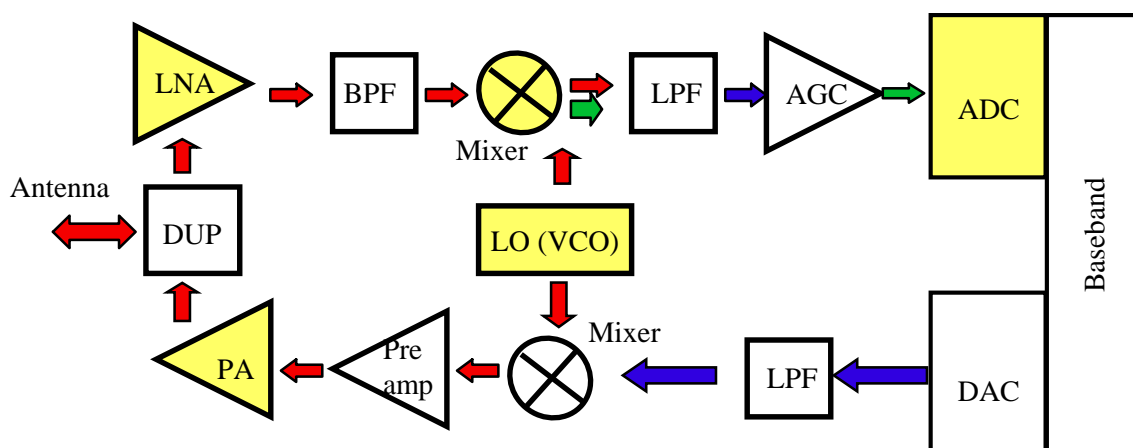 LNA
BPF
Mixer
LPF
AGC
ADC
Antenna
DUP
LO (VCO)
Baseband
PA
Pre
amp
Mixer
LPF
DAC